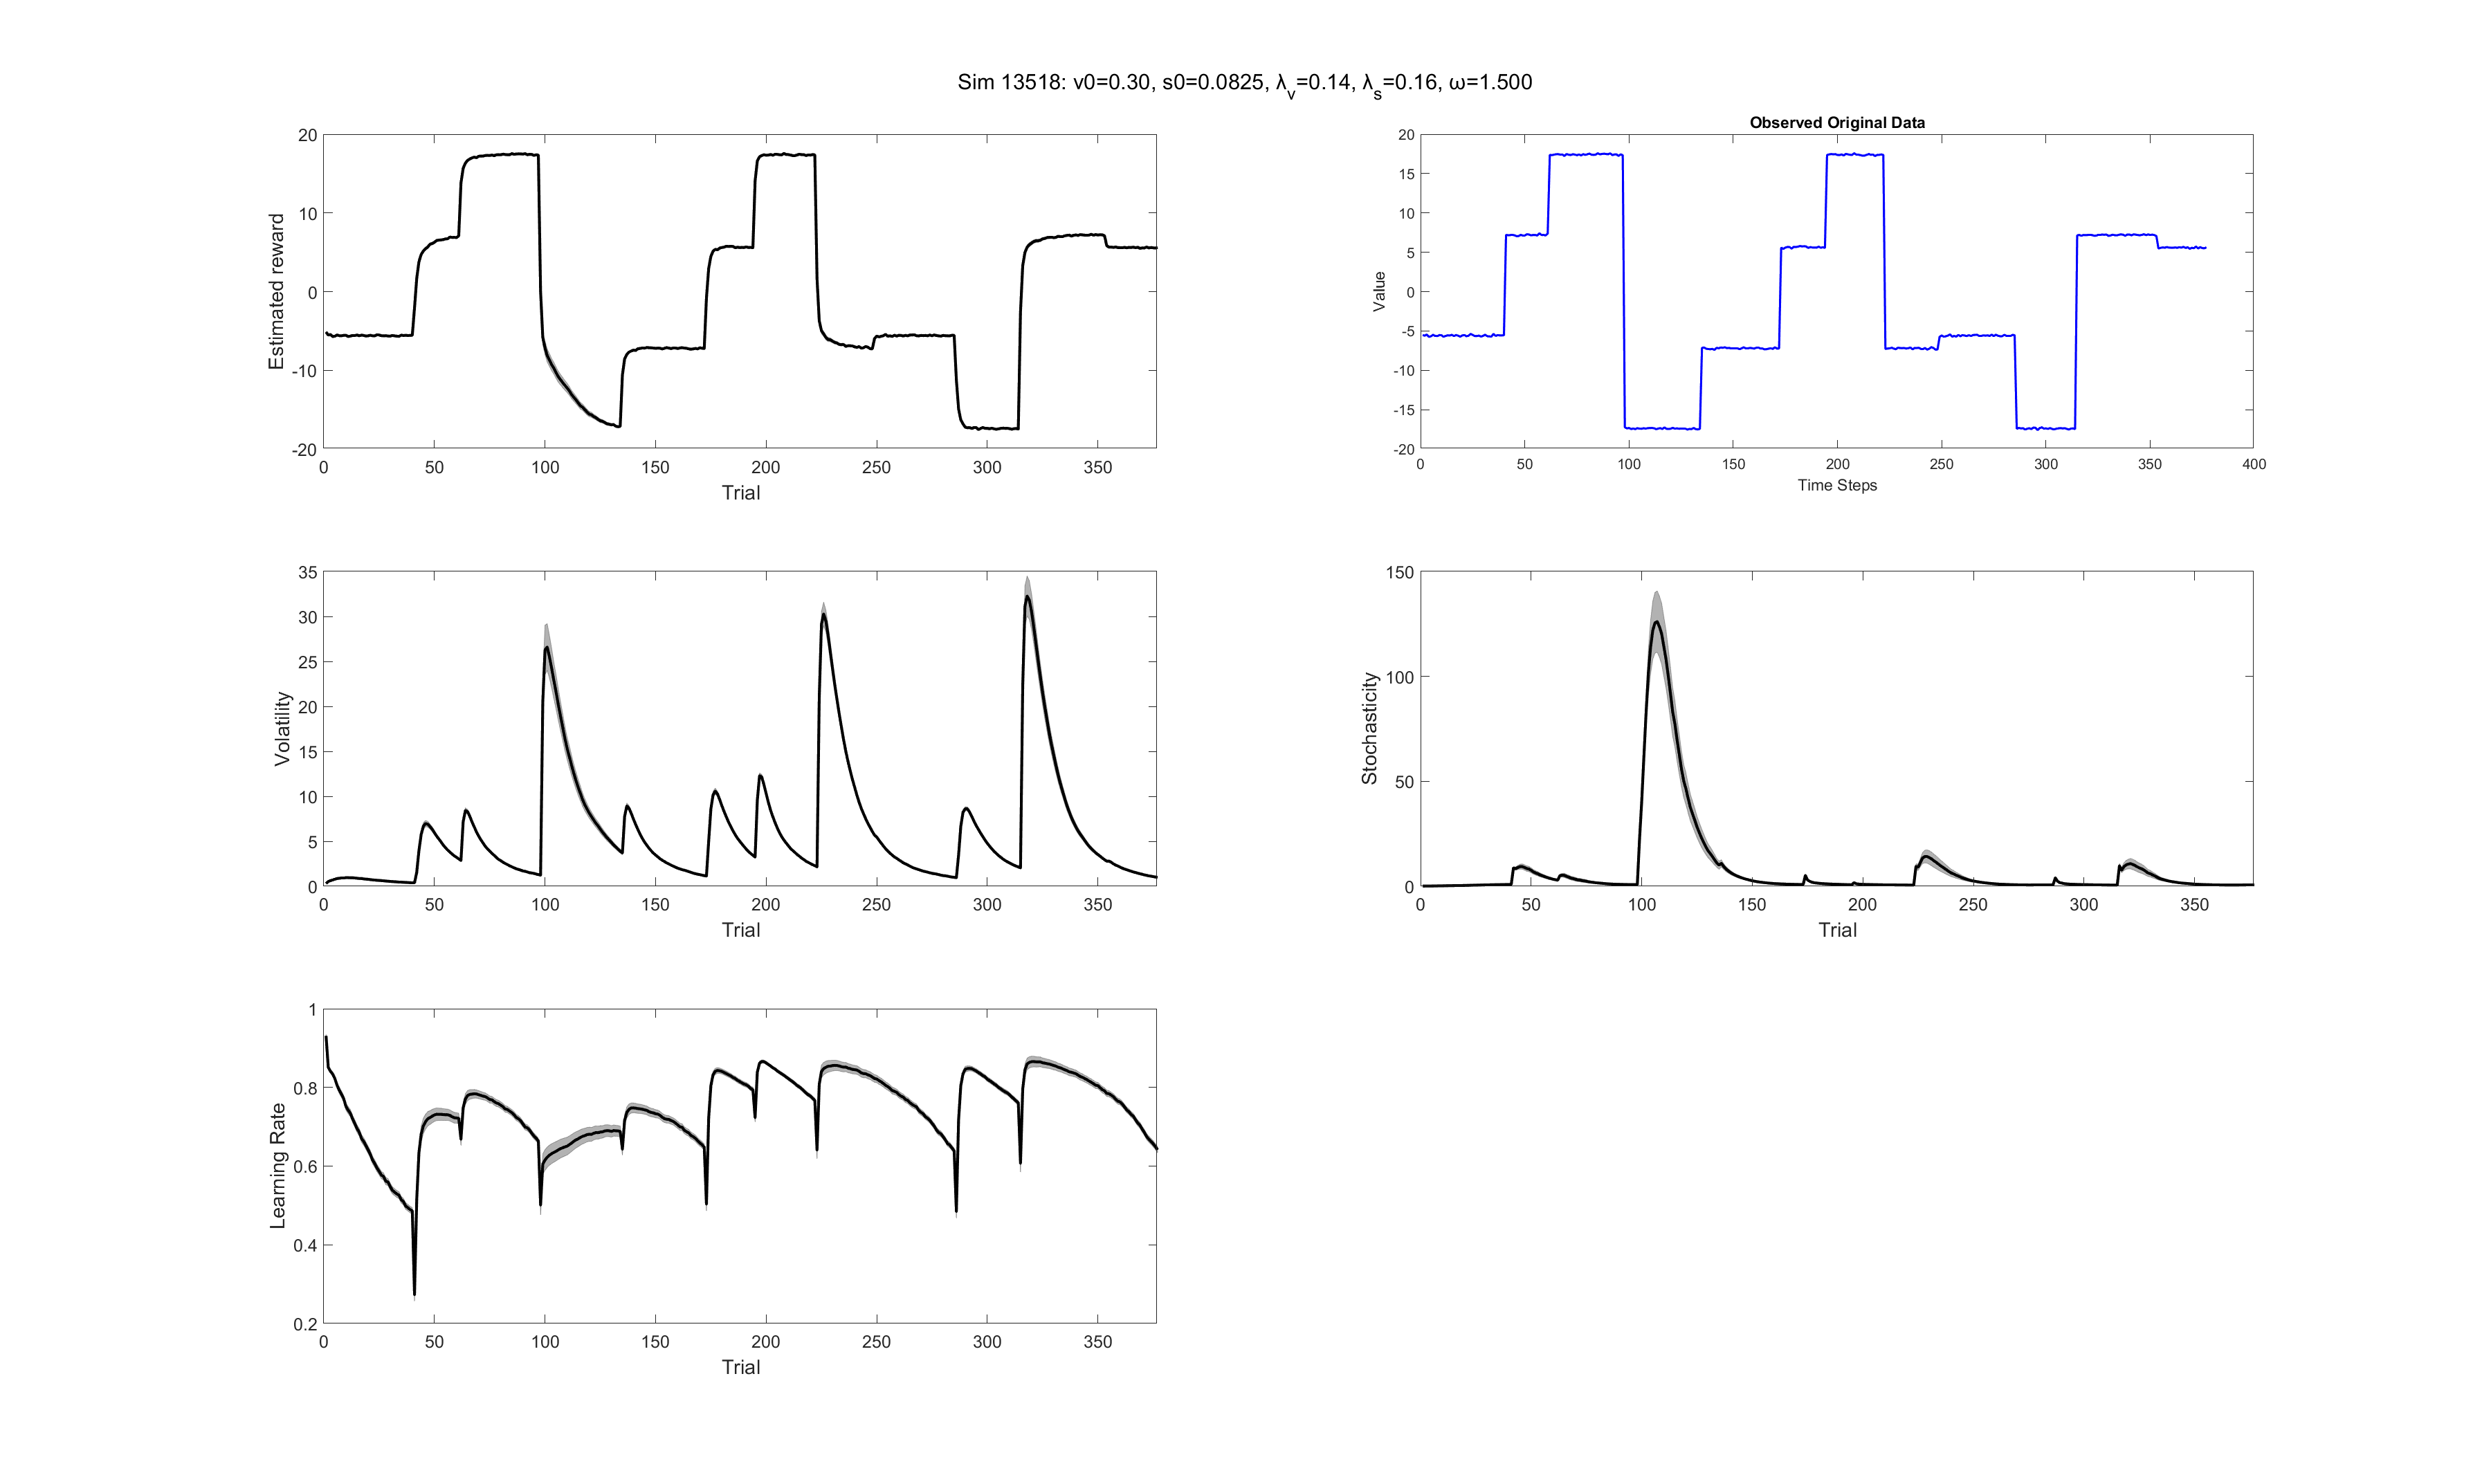 Sim 13518: v0=0.30, s0=0.0825, λv=0.14, λs=0.16, ω=1.500
Estimated reward
20
10
0
-10
-20
0 50 100 150 200 250 300 350
Trial
Observed Original Data
Value
20
15
10
5
0
-5
-10
-15
-20
0 50 100 150 200 250 300 350 400
Time Steps
Volatility
35
30
25
20
15
10
5
0
0 50 100 150 200 250 300 350
Trial
Stochasticity
150
100
50
0
0 50 100 150 200 250 300 350
Trial
Learning Rate
1
0.8
0.6
0.4
0.2
0 50 100 150 200 250 300 350
Trial